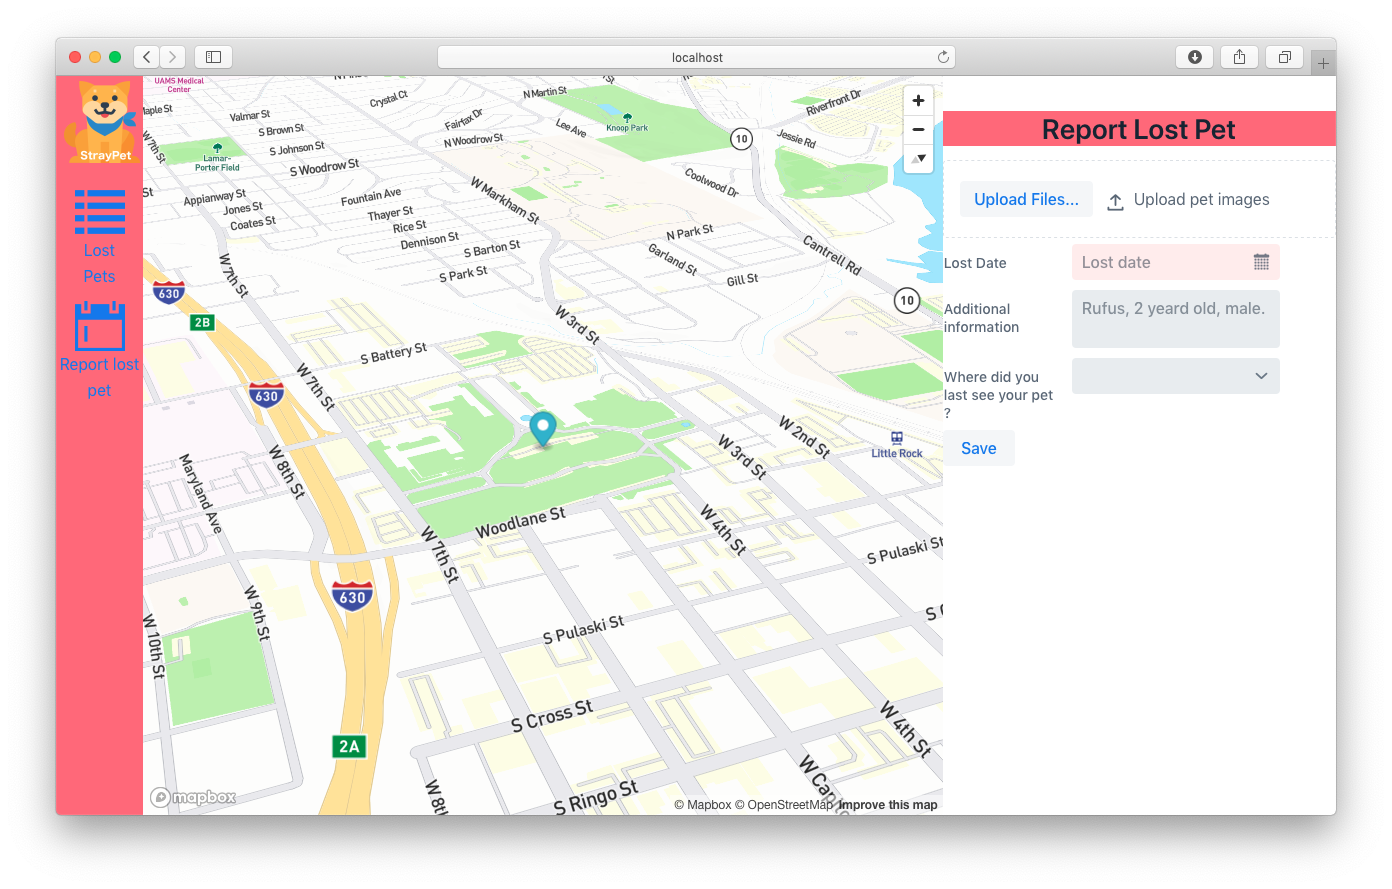 localhost
StrayPet
Lost
Pets
Report lost
pet
UAMS Medical
Center
Maple St
W 7th St
Valmar St
S Brown St
S Johnson St
S Woodrow St
Lamar-
Porter Field
Crystal Ct
N Martin St
Fairfax Dr
N Woodrow St
Lee Ave
Knoop Park
10
Riverfront Dr
Jessie Rd
Coolwood Dr
Appianway St
Jones St
Coates St
Fountain Ave
Thayer St
Rice St
Dennison St
W Markham St
S Barton St
S Park St
N Park St
Garland St
Gill St
Cantrell Rd
10
W 7th St
630
2B
W 3rd St
S Battery St
630
W 7th St
W 8th St
Maryland Ave
W 2nd St
W 3rd St
Little Rock
Woodlane St
W 7th St
W 4th St
S Pulaski St
630
W 9th St
W 10th St
S Pulaski St
S Cross St
W 4th St
2A
S Ringo St
mapbox
© Mapbox © OpenStreetMap Improve this map
Report Lost Pet
Upload Files...
Upload pet images
Lost Date
Lost date
Additional
information
Rufus, 2 yeard old, male.
Where did you
last see your pet
?
Save